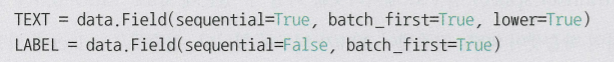 TEXT = data.Field(sequential=True, batch_first=True, lower=True)
LABEL = data.Field(sequential=False, batch_first=True)